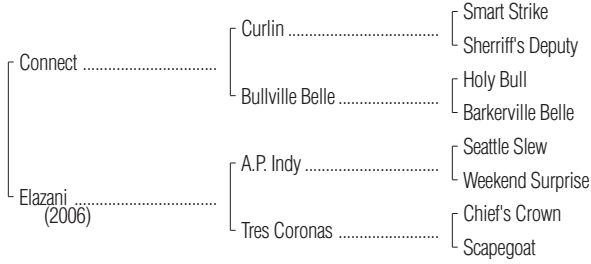 Smart Strike
Curlin ................................
Sherriff's Deputy
Connect ................................
Holy Bull
Bullville Belle ........................
Barkerville Belle
Seattle Slew
A.P. Indy ................................
Weekend Surprise
Elazani ................................
(2006)
Chief's Crown
Tres Coronas ........................
Scapegoat